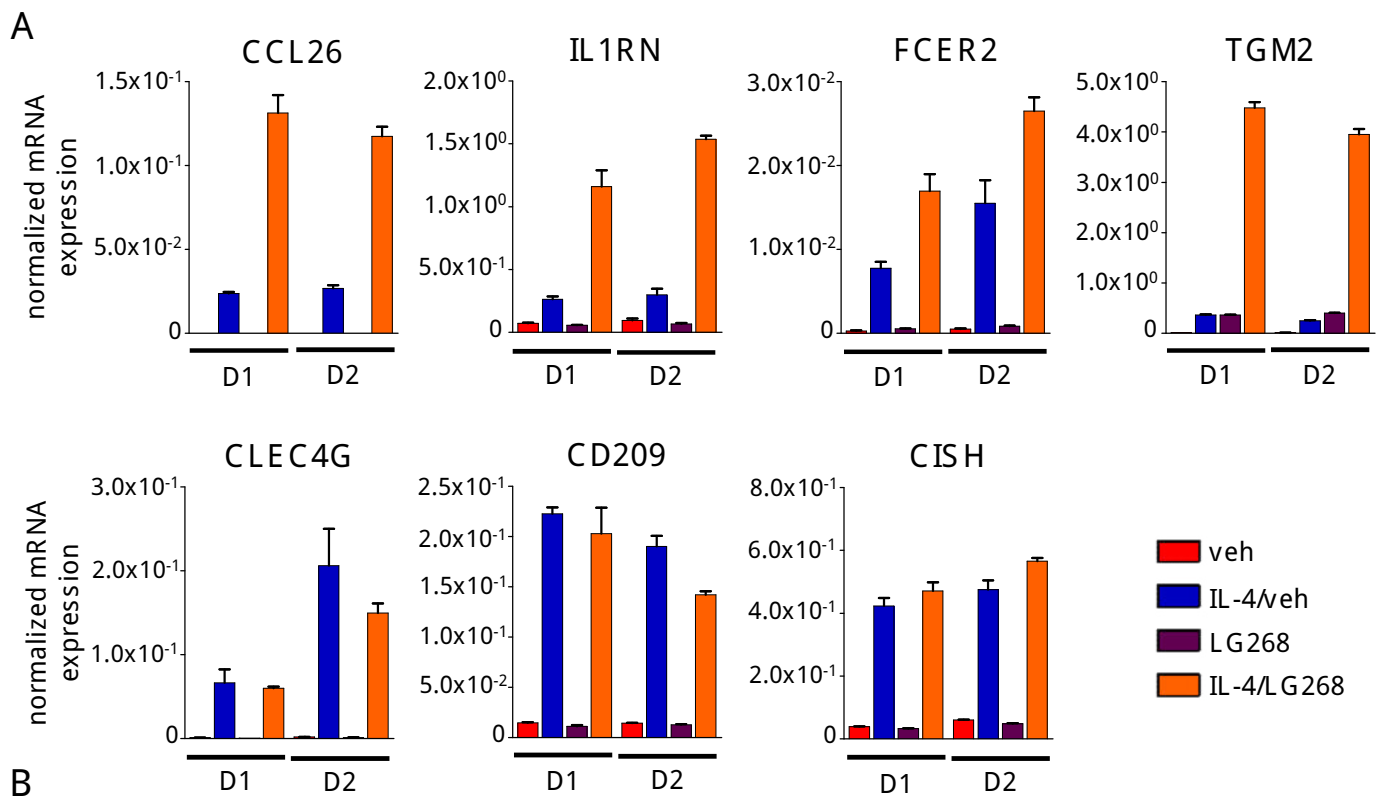 A
CCL26
IL1RN
FCER2
TGM2
normalized mRNA
expression
1.5x10⁻¹
1.0x10⁻¹
5.0x10⁻²
0
D1
D2
2.0x10⁰
1.5x10⁰
1.0x10⁰
5.0x10⁻¹
0
D1
D2
3.0x10⁻²
2.0x10⁻²
1.0x10⁻²
0
D1
D2
5.0x10⁰
4.0x10⁰
3.0x10⁰
2.0x10⁰
1.0x10⁰
0
D1
D2
CLEC4G
CD209
CISH
normalized mRNA
expression
3.0x10⁻¹
2.0x10⁻¹
1.0x10⁻¹
0
D1
D2
2.5x10⁻¹
2.0x10⁻¹
1.5x10⁻¹
1.0x10⁻¹
5.0x10⁻²
0
D1
D2
8.0x10⁻¹
6.0x10⁻¹
4.0x10⁻¹
2.0x10⁻¹
0
D1
D2
veh
IL-4/veh
LG268
IL-4/LG268
B